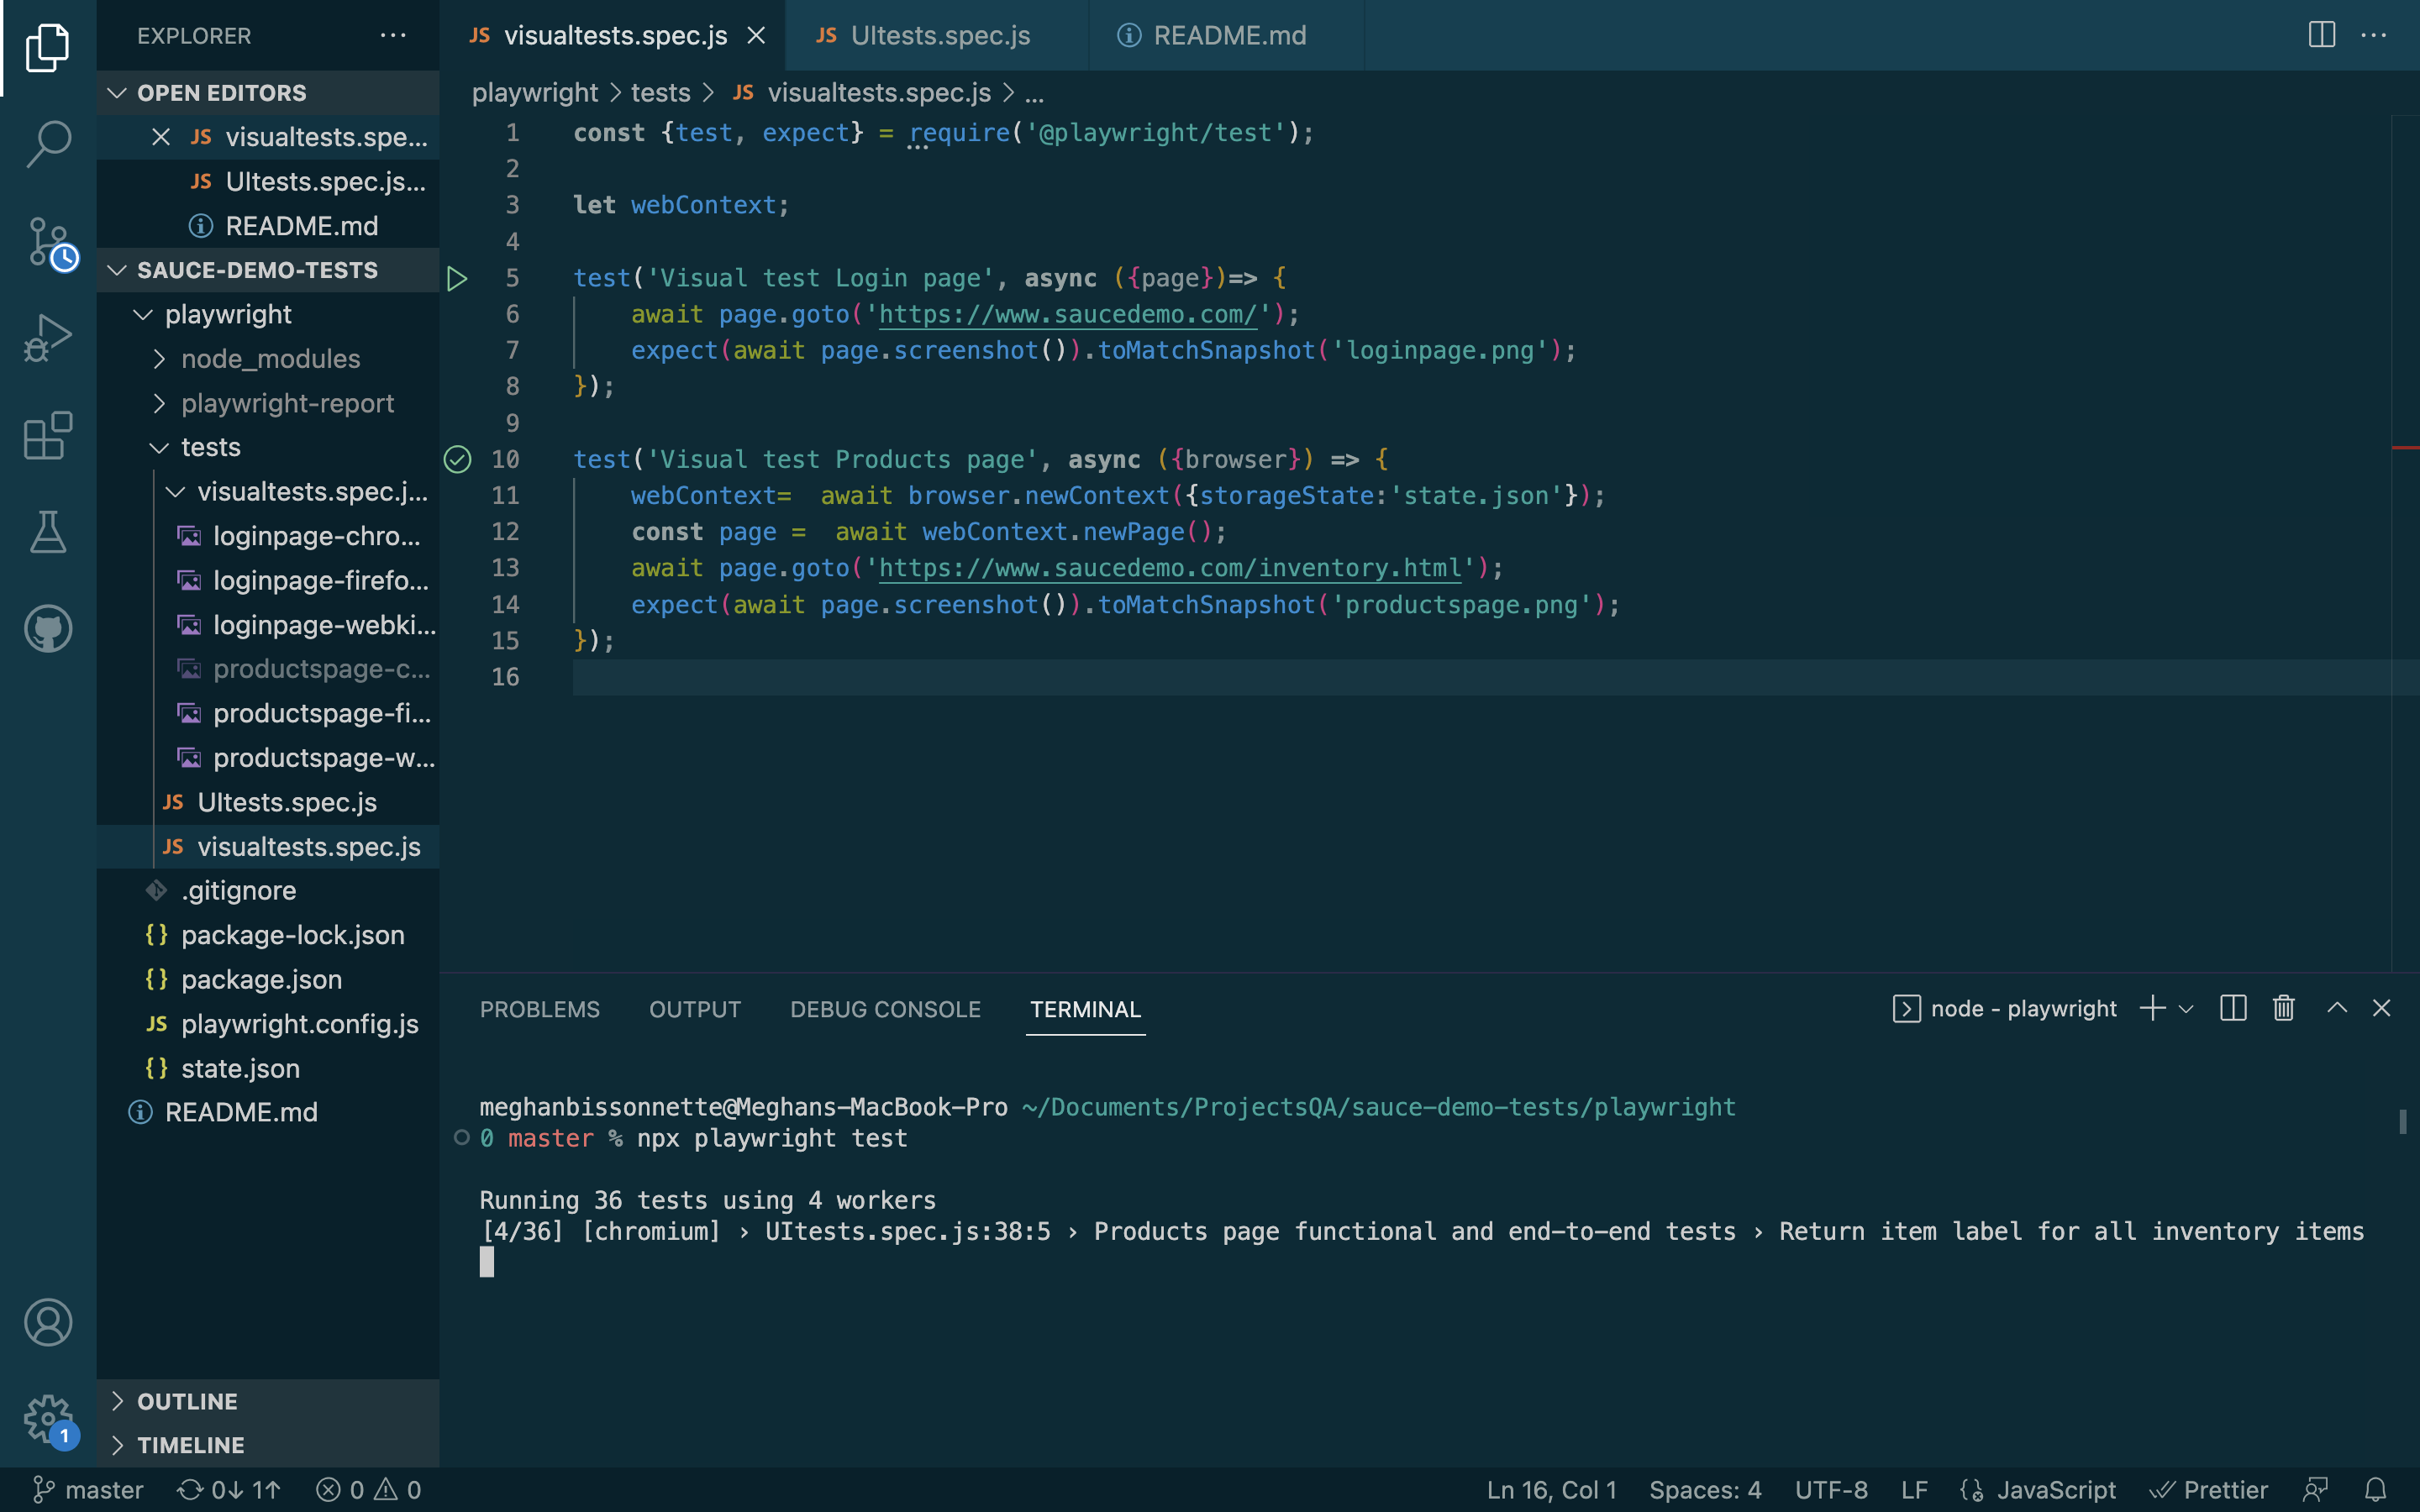 EXPLORER
OPEN EDITORS
JS visualtests.spe...
JS UItests.spec.js...
README.md
SAUCE-DEMO-TESTS
playwright
node_modules
playwright-report
tests
visualtests.spec.j...
loginpage-chro...
loginpage-firefo...
loginpage-webki...
productspage-c...
productspage-fi...
productspage-w...
JS UItests.spec.js
JS visualtests.spec.js
.gitignore
{} package-lock.json
{} package.json
JS playwright.config.js
{} state.json
README.md
OUTLINE
TIMELINE
1
JS visualtests.spec.js
JS UItests.spec.js
README.md
playwright > tests > JS visualtests.spec.js > ...
1 const {test, expect} = require('@playwright/test');
2
3 let webContext;
4
5 test('Visual test Login page', async ({page})=> {
6 await page.goto('https://www.saucedemo.com/');
7 expect(await page.screenshot()).toMatchSnapshot('loginpage.png');
8 });
9
10 test('Visual test Products page', async ({browser}) => {
11 webContext=  await browser.newContext({storageState:'state.json'});
12 const page =  await webContext.newPage();
13 await page.goto('https://www.saucedemo.com/inventory.html');
14 expect(await page.screenshot()).toMatchSnapshot('productspage.png');
15 });
16
PROBLEMS OUTPUT DEBUG CONSOLE TERMINAL
node - playwright
meghanbissonnette@Meghans-MacBook-Pro ~/Documents/ProjectsQA/sauce-demo-tests/playwright
0 master % npx playwright test
Running 36 tests using 4 workers
[4/36] [chromium] › UItests.spec.js:38:5 › Products page functional and end-to-end tests › Return item label for all inventory items
master 0↓ 1↑ 0 0
Ln 16, Col 1 Spaces: 4 UTF-8 LF JavaScript Prettier